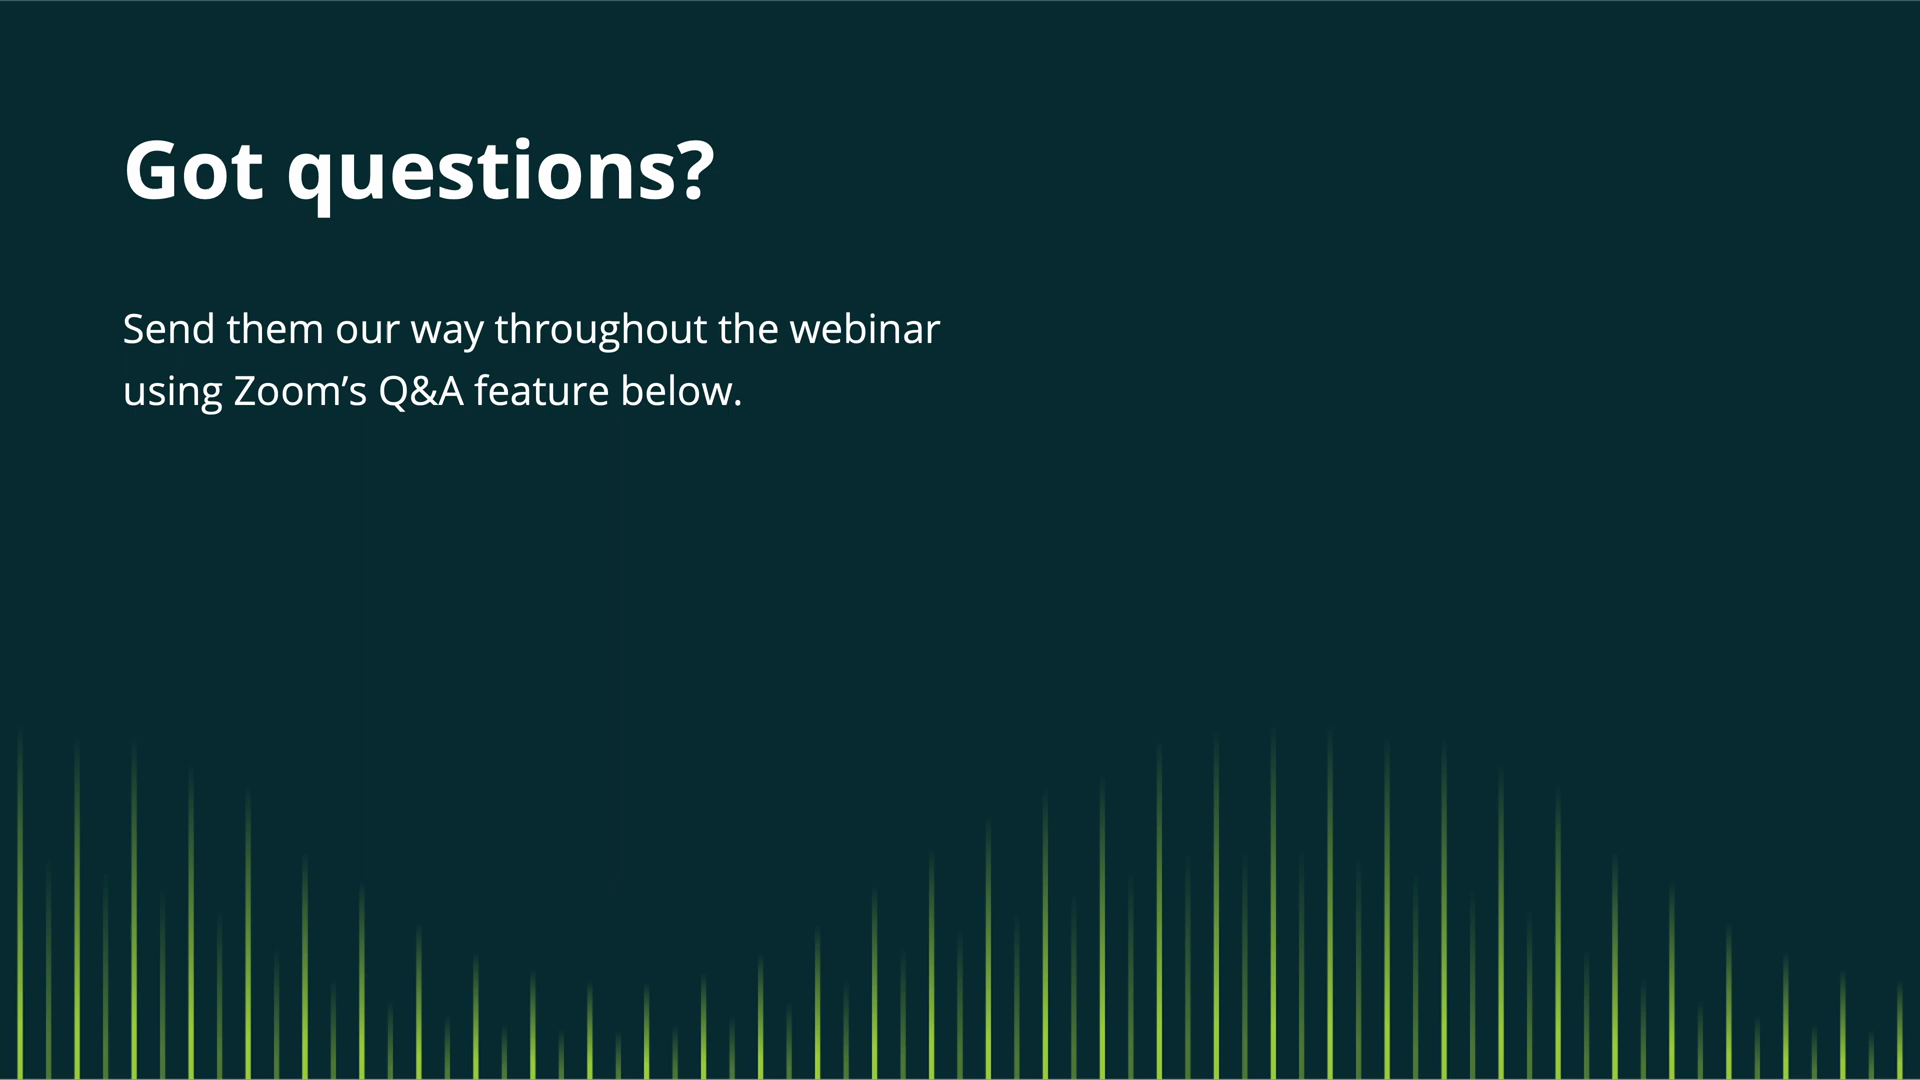 Got questions?
Send them our way throughout the webinar
using Zoom’s Q&A feature below.